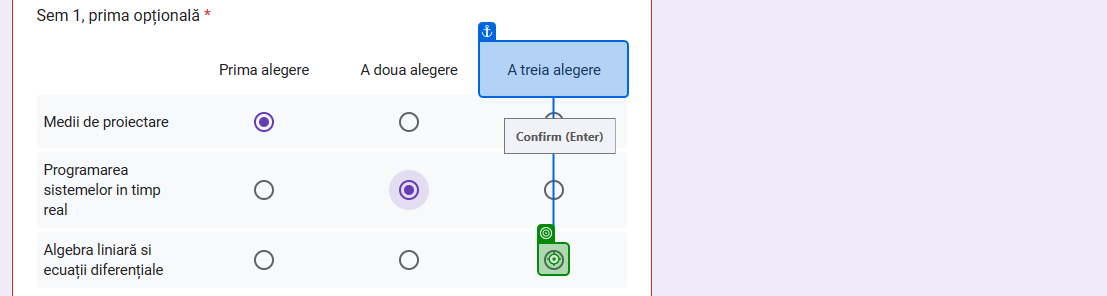 Sem 1, prima opțională *
Prima alegere A doua alegere A treia alegere
Medii de proiectare
Confirm (Enter)
Programarea
sistemelor in timp
real
Algebra liniară si
ecuații diferențiale